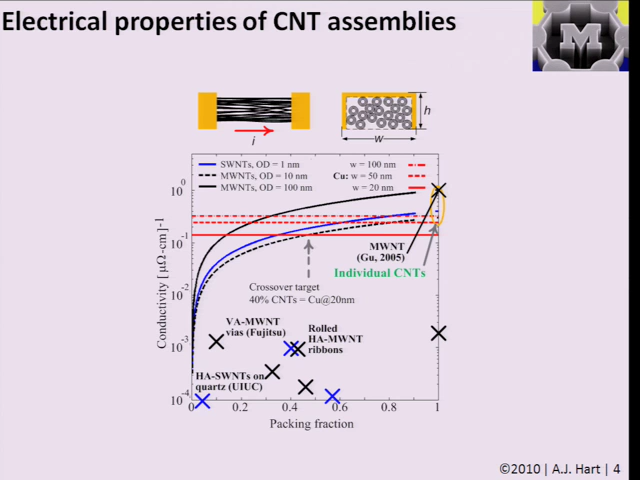 Electrical properties of CNT assemblies
M
h
i
w
SWNTs, OD = 1 nm
MWNTs, OD = 10 nm
MWNTs, OD = 100 nm
w = 100 nm
Cu: w = 50 nm
w = 20 nm
Conductivity [ μΩ-cm]-1
10^0
10^-1
10^-2
10^-3
10^-4
MWNT
(Gu, 2005)
Individual CNTs
Crossover target
40% CNTs = Cu@20nm
VA-MWNT
vias (Fujitsu)
Rolled
HA-MWNT
ribbons
HA-SWNTs on
quartz (UIUC)
0
0.2
0.4
0.6
0.8
1
Packing fraction
©2010 | A.J. Hart | 4